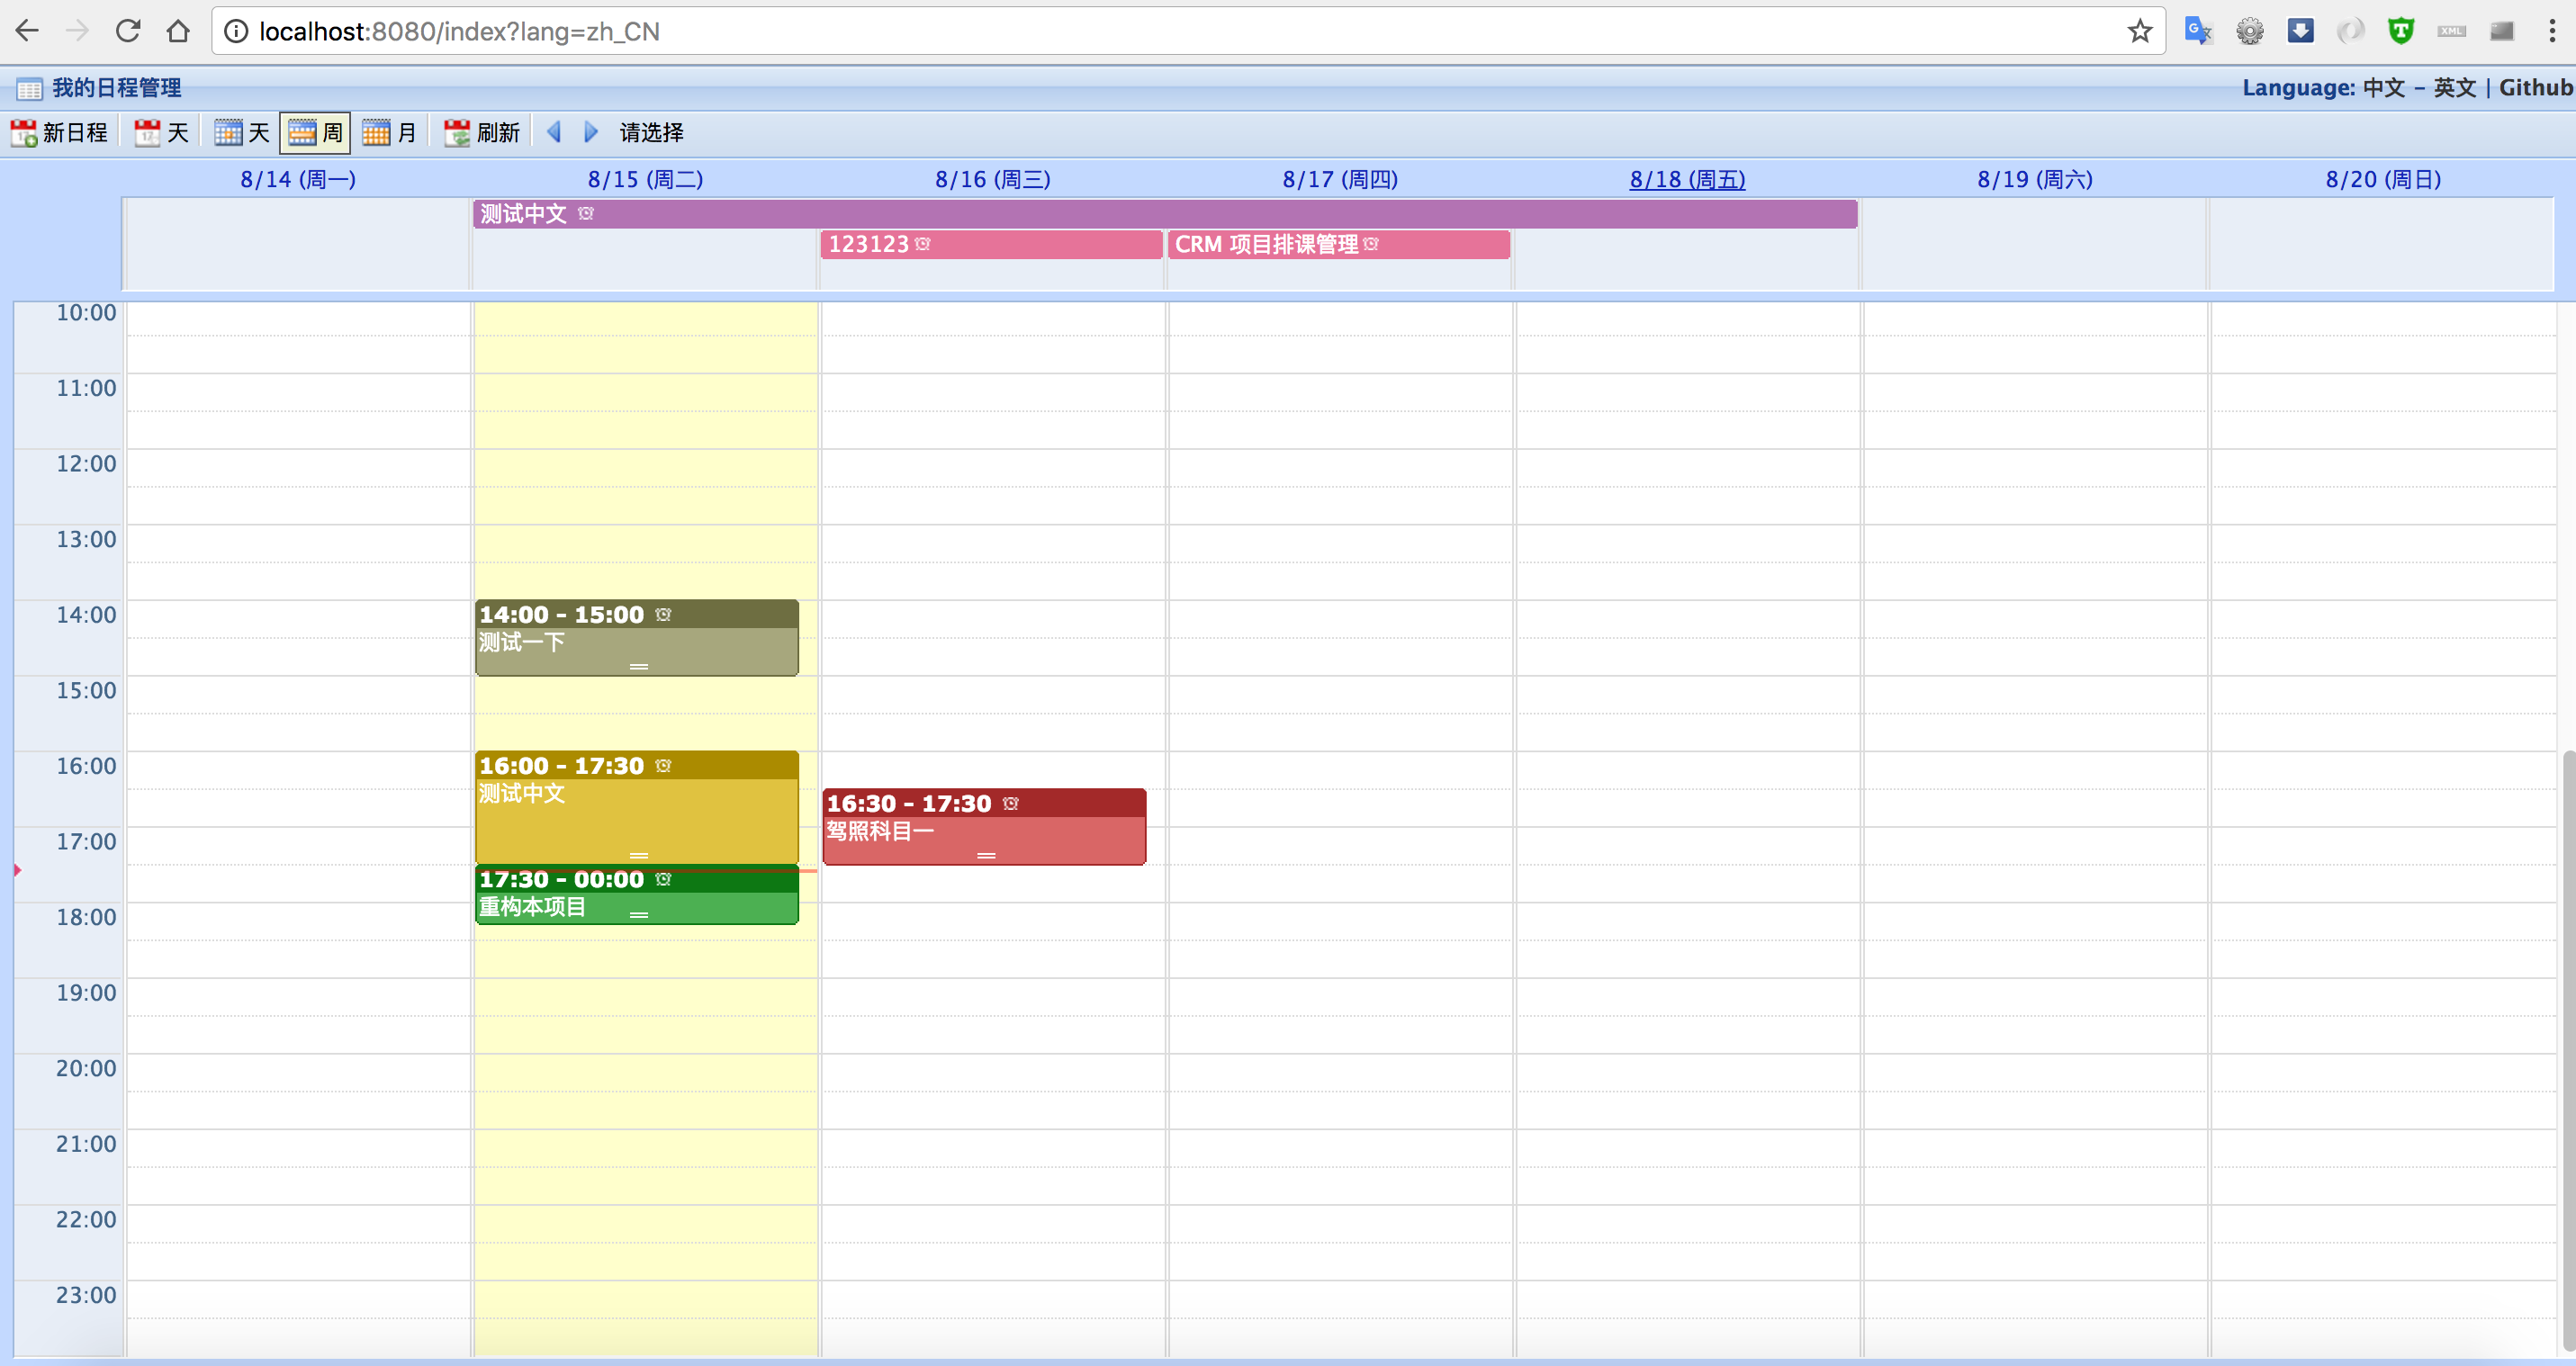 localhost:8080/index?lang=zh_CN
我的日程管理 Language: 中文 - 英文 | Github
新日程 天 天 周 月 刷新 请选择
8/14 (周一) 8/15 (周二) 8/16 (周三) 8/17 (周四) 8/18 (周五) 8/19 (周六) 8/20 (周日)
测试中文
123123 CRM 项目排课管理
10:00
11:00
12:00
13:00
14:00 14:00 - 15:00
测试一下
15:00
16:00 16:00 - 17:30
测试中文
16:30 - 17:30
驾照科目一
17:00
17:30 - 00:00
重构本项目
18:00
19:00
20:00
21:00
22:00
23:00